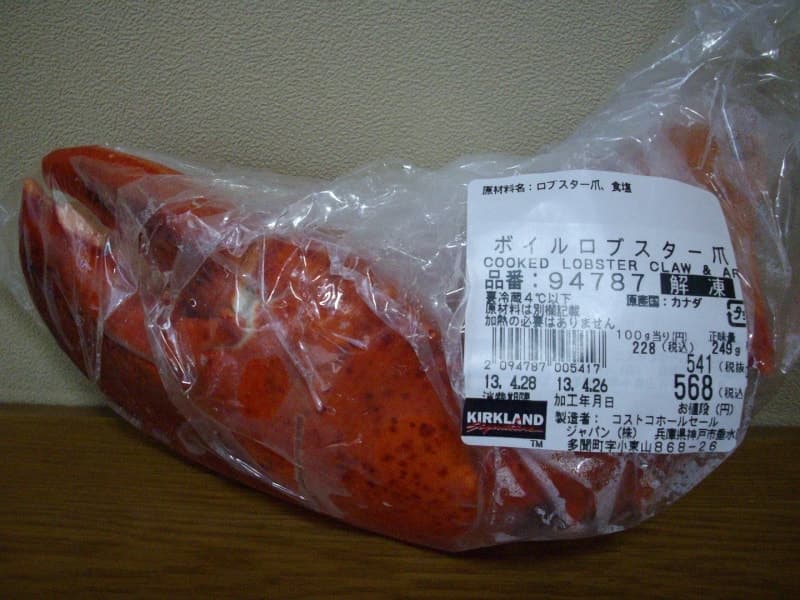 原材料名:ロブスター爪、食塩
ボイルロブスター爪
COOKED LOBSTER CLAW & AR
品番:94787 解凍
要冷蔵4℃以下 原産国:カナダ
原材料は別欄記載
加熱の必要はありません
100g当り(円) 正味量
228(税込) 249g
2 094787 005417
541(税抜
13.4.28 13.4.26
568(税込
消費期限 加工年月日
お値段(円)
KIRKLAND
Signature
TM
製造者: コストコホールセール
ジャパン(株) 兵庫県神戸市垂水
多聞町字小束山868-26